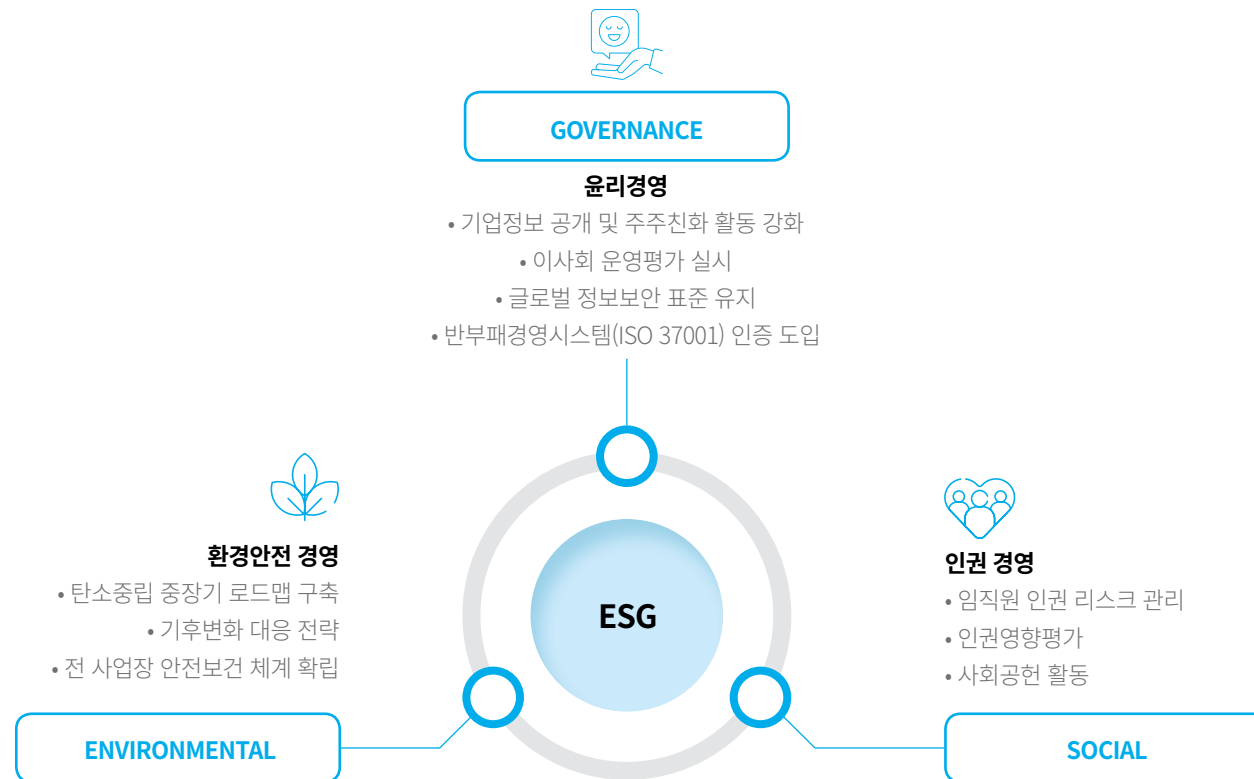 GOVERNANCE
윤리경영
• 기업정보 공개 및 주주친화 활동 강화
• 이사회 운영평가 실시
• 글로벌 정보보안 표준 유지
• 반부패경영시스템(ISO 37001) 인증 도입
환경안전 경영
• 탄소중립 중장기 로드맵 구축
• 기후변화 대응 전략
• 전 사업장 안전보건 체계 확립
ENVIRONMENTAL
ESG
인권 경영
• 임직원 인권 리스크 관리
• 인권영향평가
• 사회공헌 활동
SOCIAL